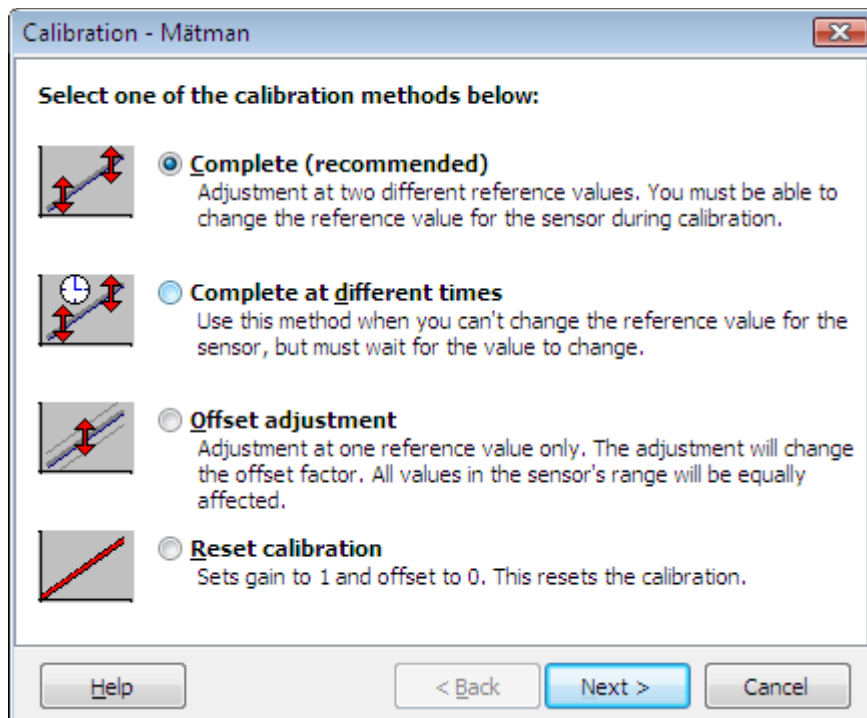 Calibration - Mätman
Select one of the calibration methods below:
Complete (recommended)
Adjustment at two different reference values. You must be able to
change the reference value for the sensor during calibration.
Complete at different times
Use this method when you can't change the reference value for the
sensor, but must wait for the value to change.
Offset adjustment
Adjustment at one reference value only. The adjustment will change
the offset factor. All values in the sensor's range will be equally
affected.
Reset calibration
Sets gain to 1 and offset to 0. This resets the calibration.
Help
< Back
Next >
Cancel